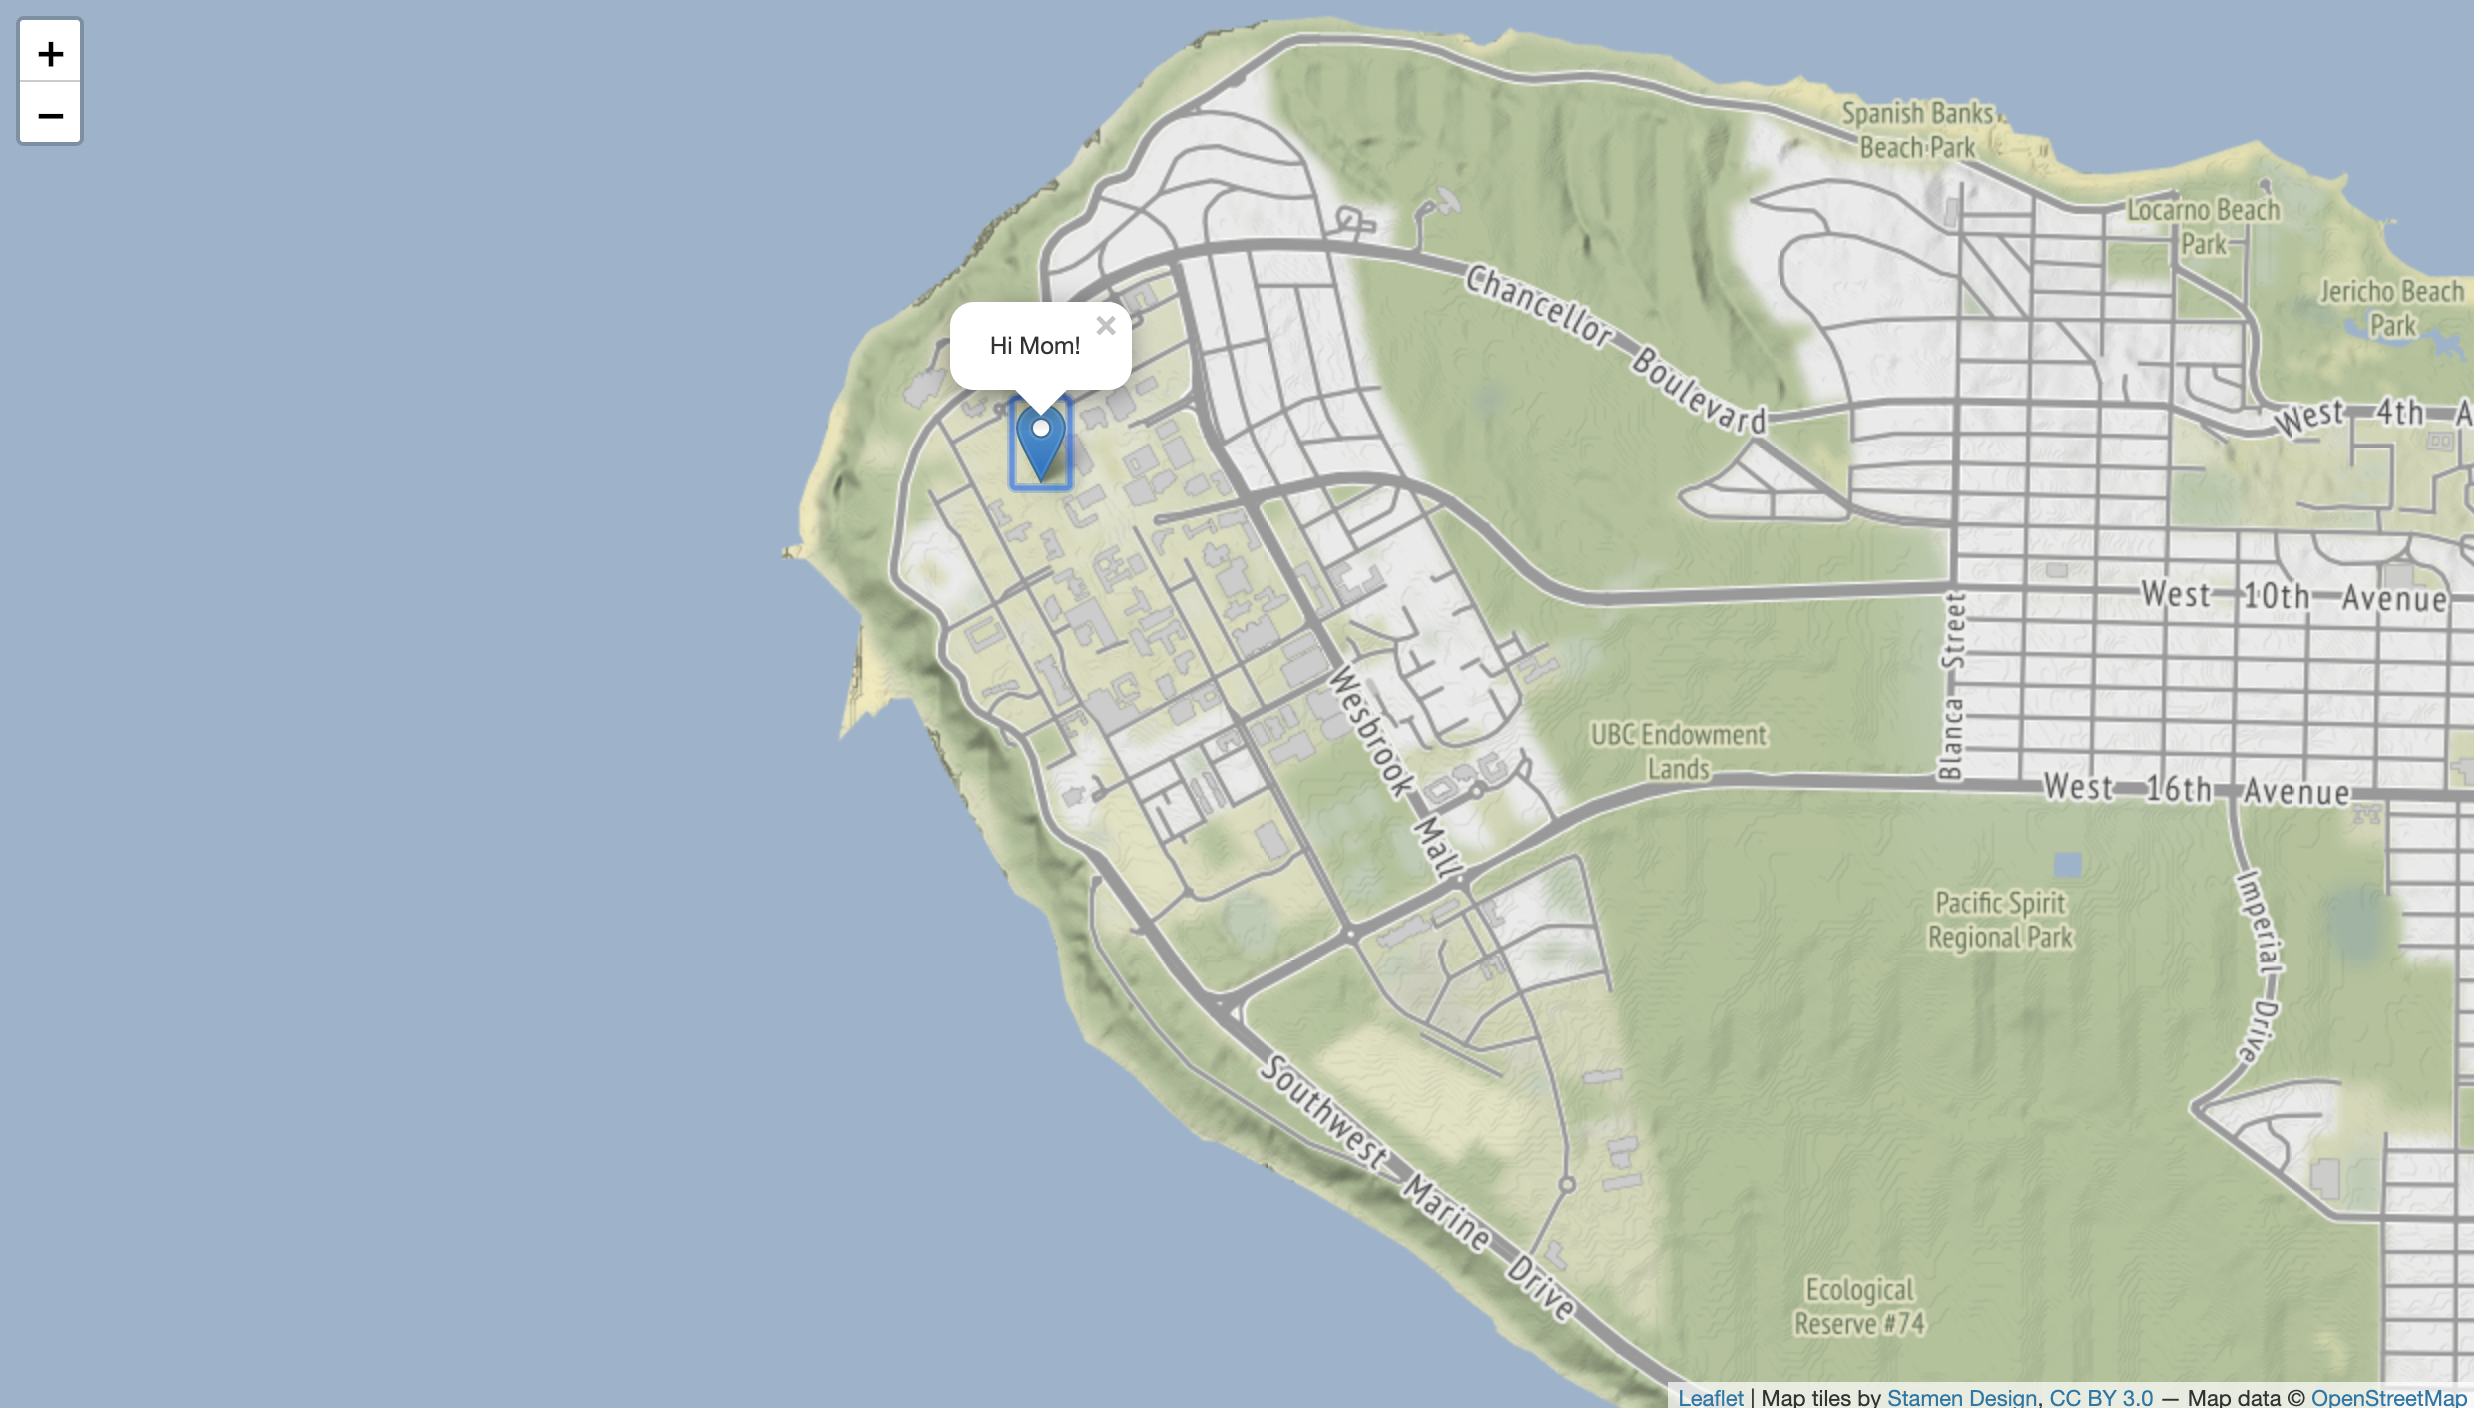 +
−
Spanish Banks
Beach Park
Locarno Beach
Park
Jericho Beach
Park
Chancellor Boulevard
Hi Mom! ×
West 4th A
West 10th Avenue
Blanca Street
Wesbrook Mall
UBC Endowment
Lands
West 16th Avenue
Imperial Drive
Pacific Spirit
Regional Park
Southwest Marine Drive
Ecological
Reserve #74
Leaflet | Map tiles by Stamen Design, CC BY 3.0 — Map data © OpenStreetMap